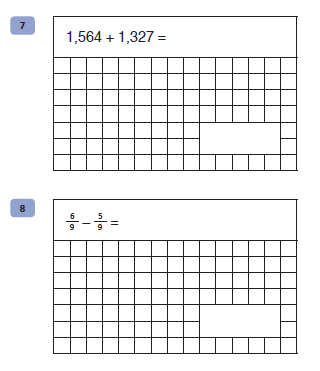 7
1,564 + 1,327 =
8
6/9 – 5/9 =